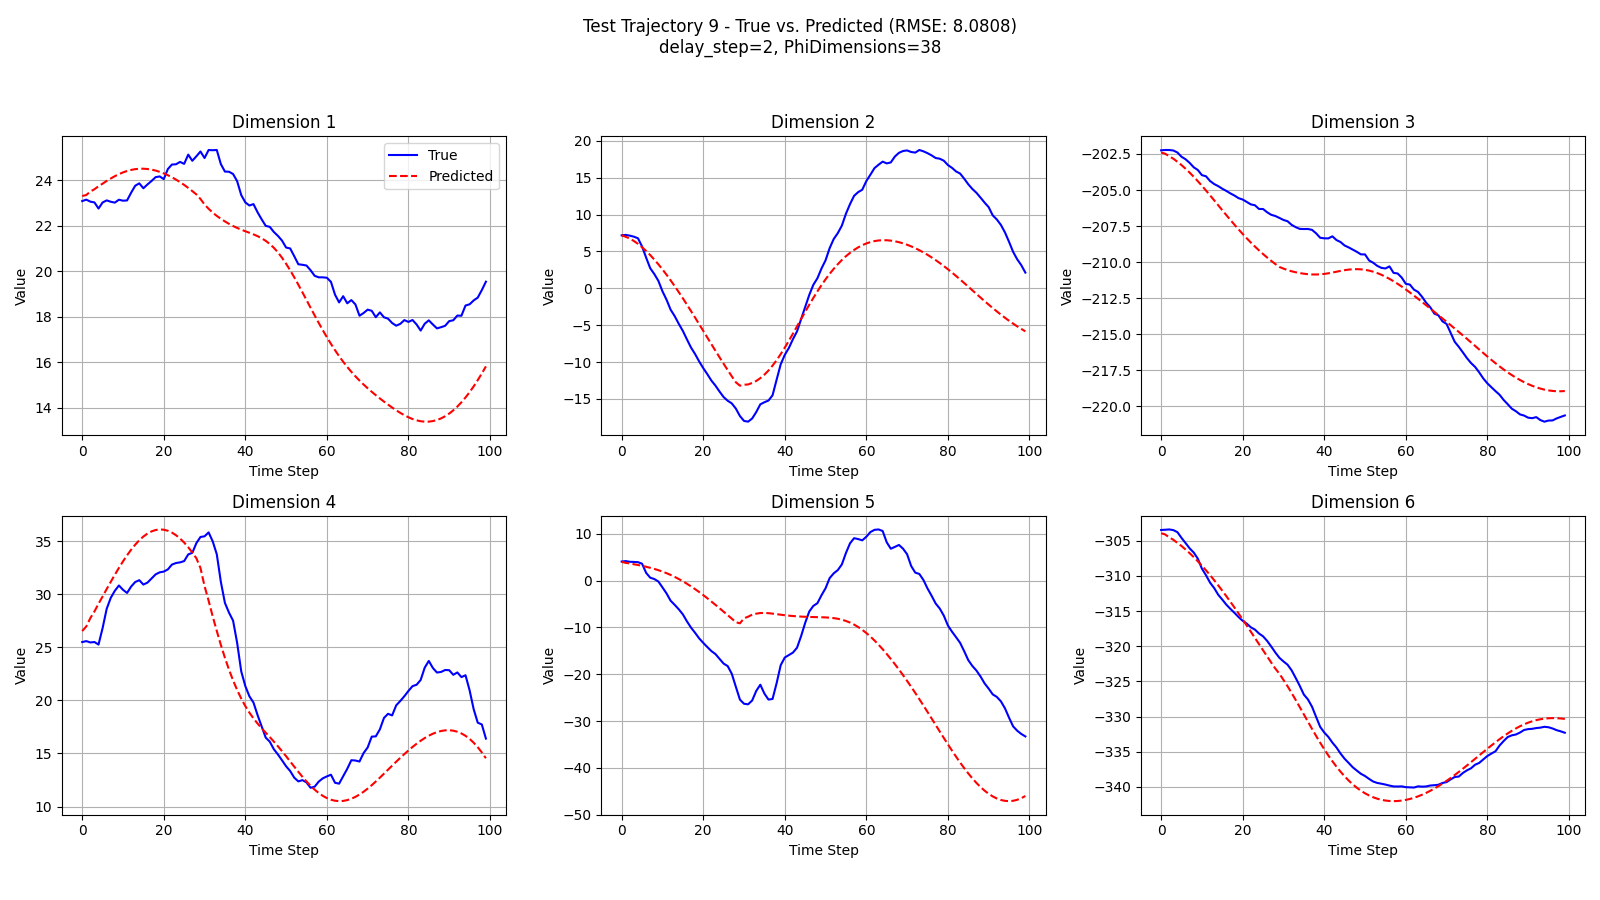 Test Trajectory 9 - True vs. Predicted (RMSE: 8.0808)
delay_step=2, PhiDimensions=38
Dimension 1
Value
24
22
20
18
16
14
0 20 40 60 80 100
Time Step
True
Predicted
Dimension 2
Value
20
15
10
5
0
−5
−10
−15
0 20 40 60 80 100
Time Step
Dimension 3
Value
−202.5
−205.0
−207.5
−210.0
−212.5
−215.0
−217.5
−220.0
0 20 40 60 80 100
Time Step
Dimension 4
Value
35
30
25
20
15
10
0 20 40 60 80 100
Time Step
Dimension 5
Value
10
0
−10
−20
−30
−40
−50
0 20 40 60 80 100
Time Step
Dimension 6
Value
−305
−310
−315
−320
−325
−330
−335
−340
0 20 40 60 80 100
Time Step